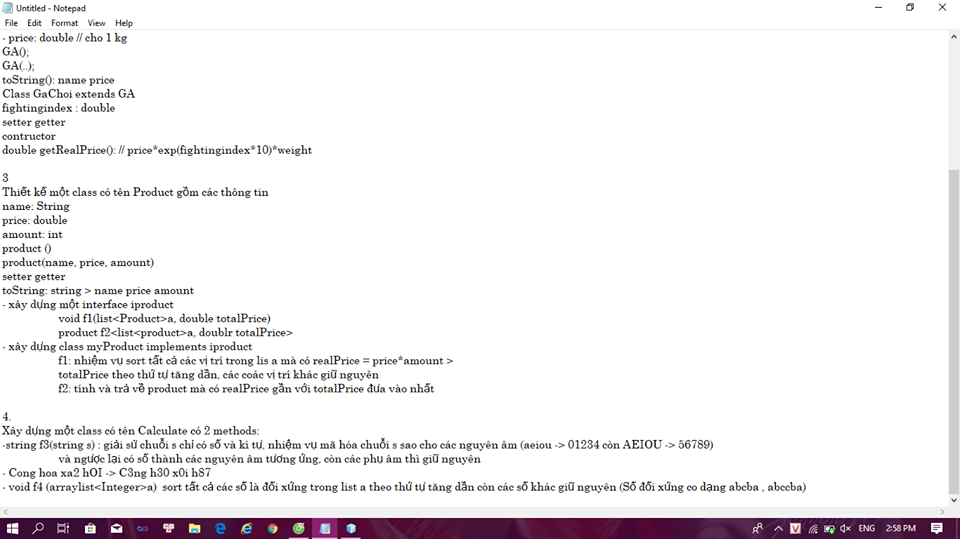 Untitled - Notepad
File Edit Format View Help
- price: double // cho 1 kg
GA();
GA(..);
toString(): name price
Class GaChoi extends GA
fightingindex : double
setter getter
contructor
double getRealPrice(): // price*exp(fightingindex*10)*weight
3
Thiết kế một class có tên Product gồm các thông tin
name: String
price: double
amount: int
product ()
product(name, price, amount)
setter getter
toString: string > name price amount
- xây dựng một interface iproduct
void f1(list<Product>a, double totalPrice)
product f2<list<product>a, doublr totalPrice>
- xây dựng class myProduct implements iproduct
f1: nhiệm vụ sort tất cả các vị trí trong lis a mà có realPrice = price*amount >
totalPrice theo thứ tự tăng dần, các coác vị trí khác giữ nguyên
f2: tính và trả về product mà có realPrice gần với totalPrice đưa vào nhất
4.
Xây dựng một class có tên Calculate có 2 methods:
-string f3(string s) : giải sử chuỗi s chỉ có số và kí tự, nhiệm vụ mã hóa chuỗi s sao cho các nguyên âm (aeiou -> 01234 còn AEIOU -> 56789)
và ngược lại có số thành các nguyên âm tương ứng, còn các phụ âm thì giữ nguyên
- Cong hoa xa2 hOI -> C3ng h30 x0i h87
- void f4 (arraylist<Integer>a) sort tất cả các số là đối xứng trong list a theo thứ tự tăng dần còn các số khác giữ nguyên (Số đối xứng co dạng abcba , abccba)
ENG 2:58 PM